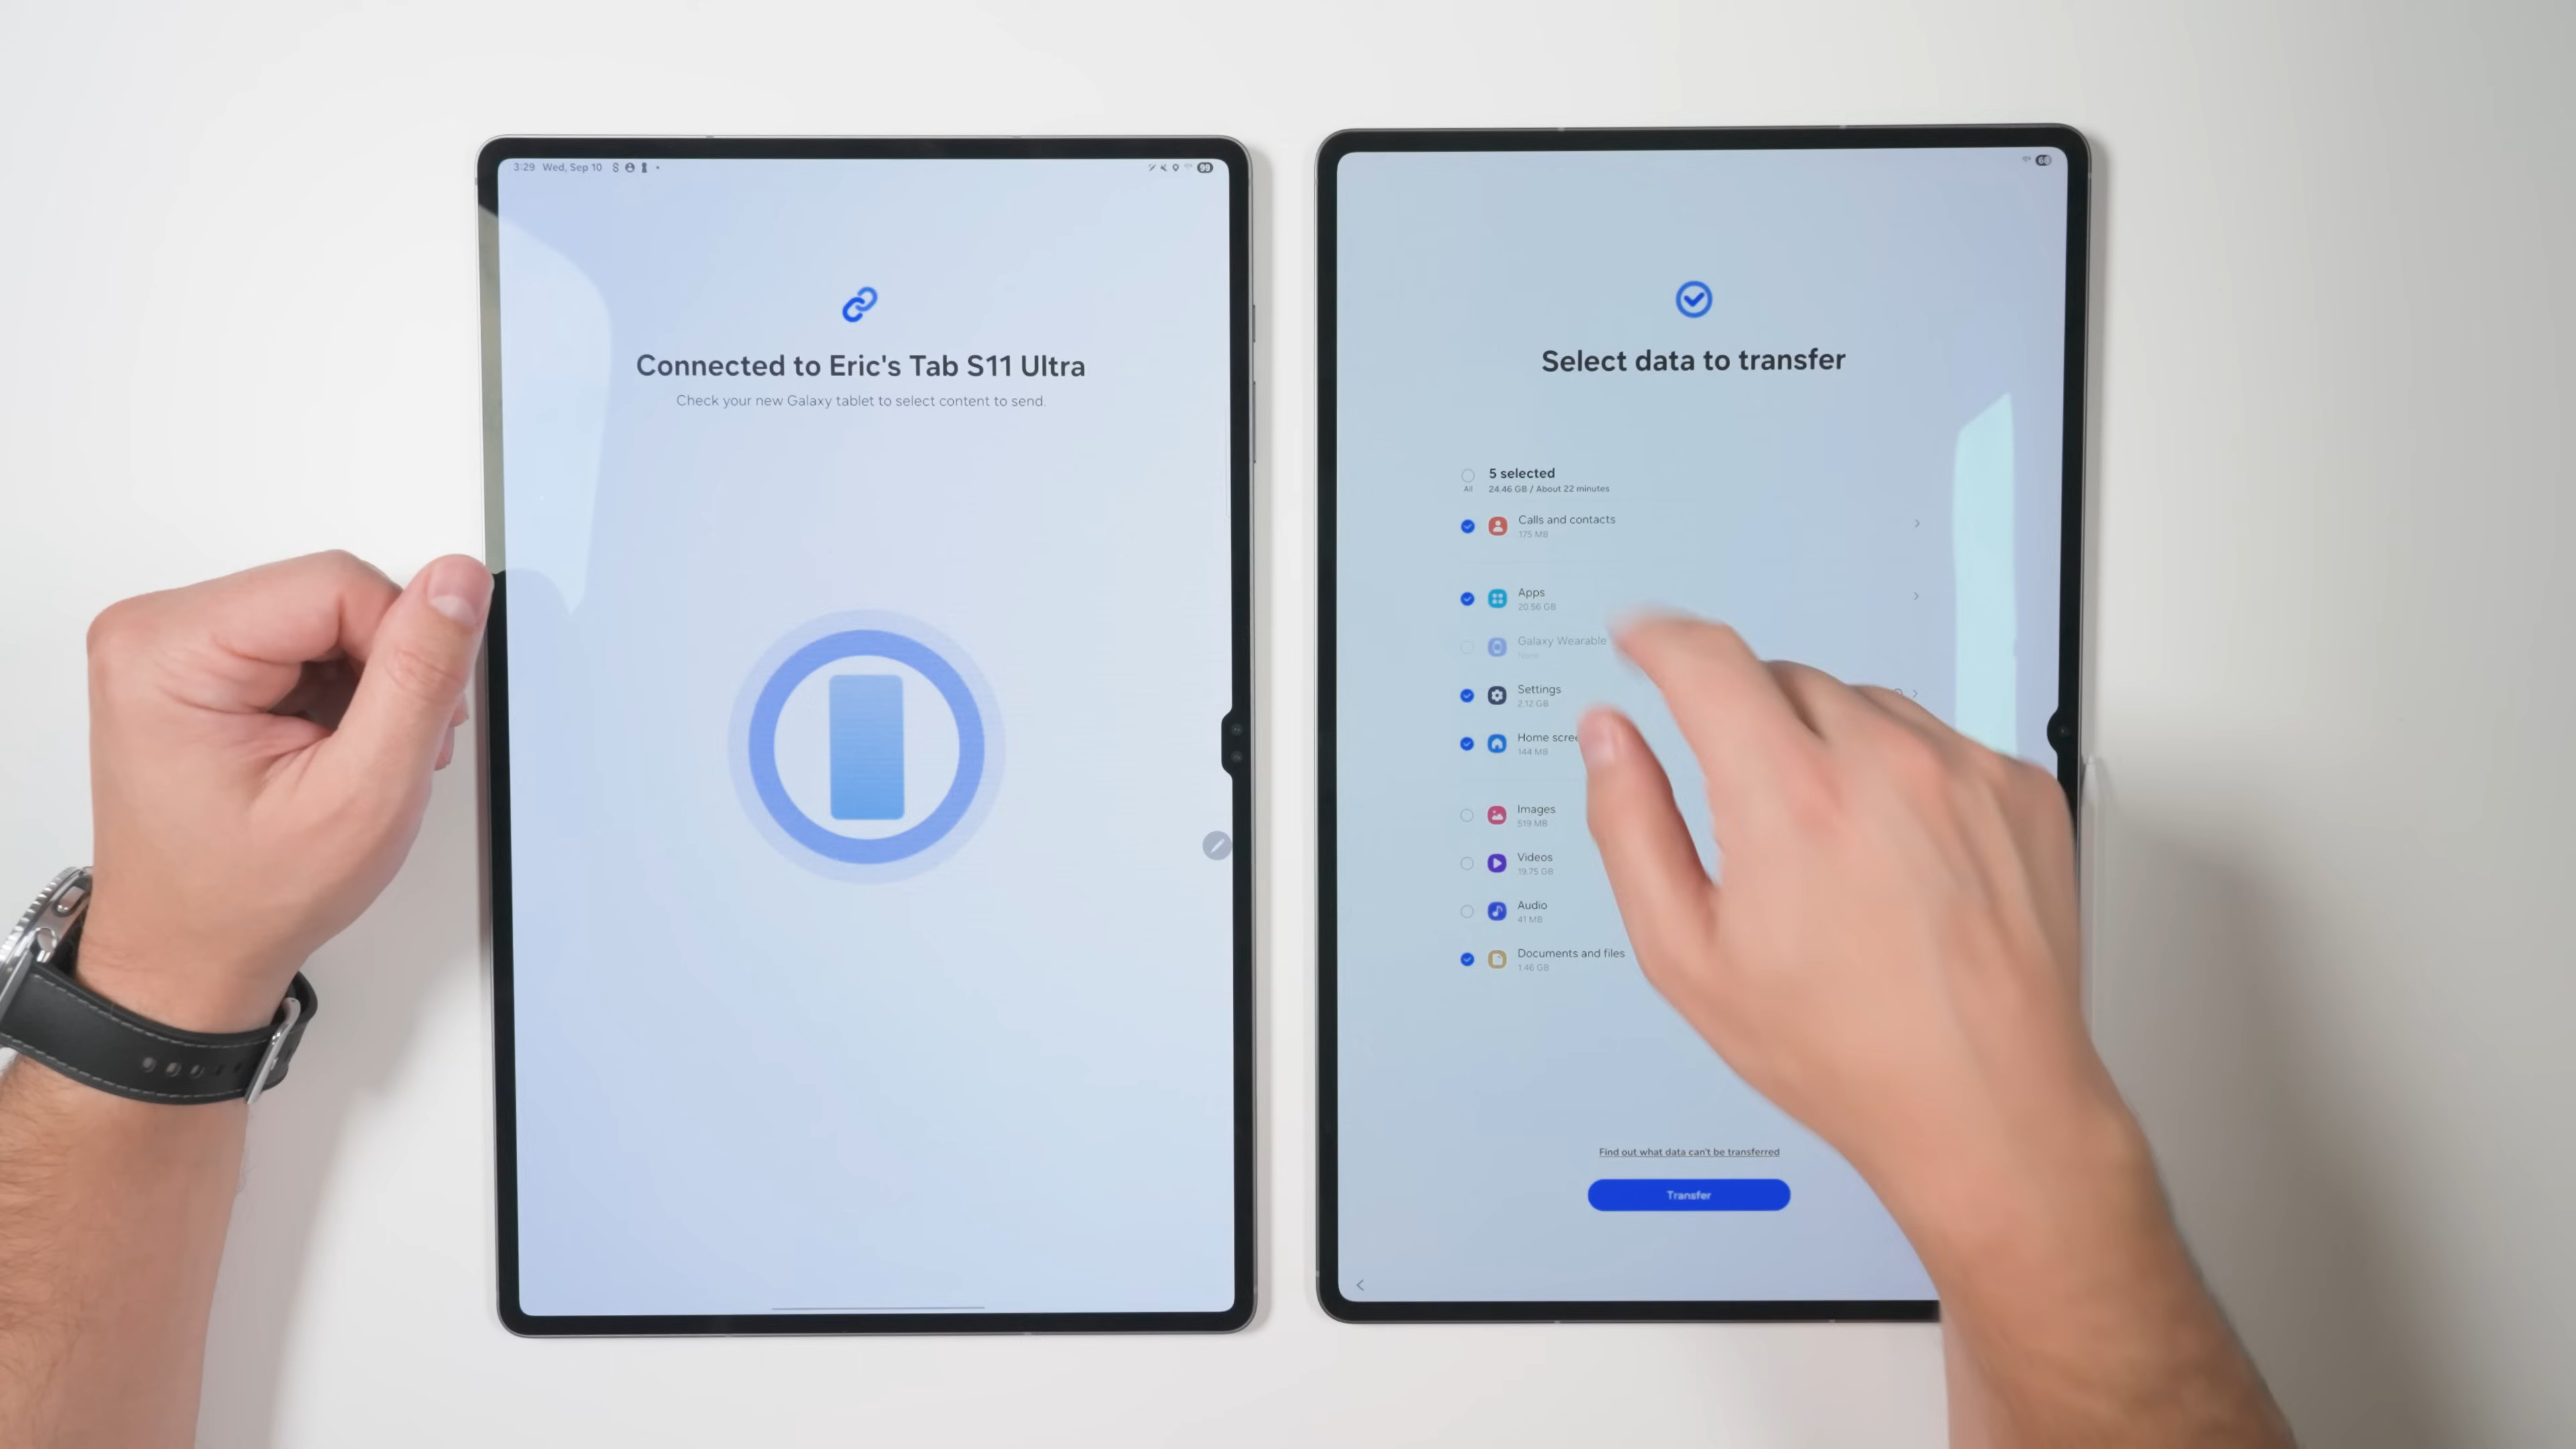 3:29 Wed, Sep 10
99
Connected to Eric's Tab S11 Ultra
Check your new Galaxy tablet to select content to send.
Select data to transfer
5 selected
All
24.46 GB / About 22 minutes
Calls and contacts
175 MB
Apps
20.56 GB
Galaxy Wearable
New
Settings
2.12 GB
Home scree
144 MB
Images
519 MB
Videos
19.75 GB
Audio
41 MB
Documents and files
1.46 GB
Find out what data can't be transferred
Transfer